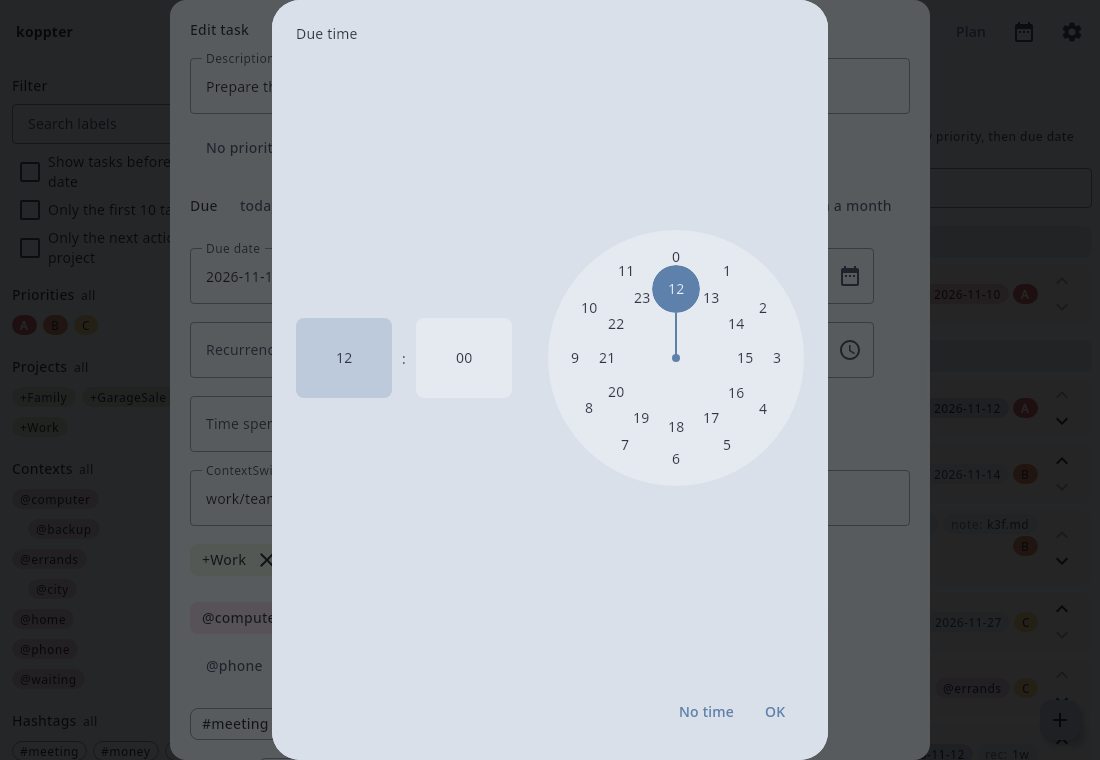 koppter
Edit task
Due time
Plan
Filter
Description
Search labels
Prepare th
priority, then due date
Show tasks before
date
No priorit
Only the first 10 ta
Due
toda
a month
Only the next actio
project
Due date
2026-11-1
Priorities all
2026-11-10 A
A B C
Recurrenc
12 : 00
0 1 2 3 4 5 6 7 8 9 10 11
12 13 14 15 16 17 18 19 20 21 22 23
Projects all
+Family +GarageSale
+Work
Time spen
2026-11-12 A
Contexts all
ContextSwi
work/tean
2026-11-14 B
@computer
@backup
note: k3f.md
B
@errands
+Work
@city
@home
@compute
2026-11-27 C
@phone
@phone
@waiting
@errands C
Hashtags all
#meeting
No time OK
#meeting #money
-11-12 rec: 1w